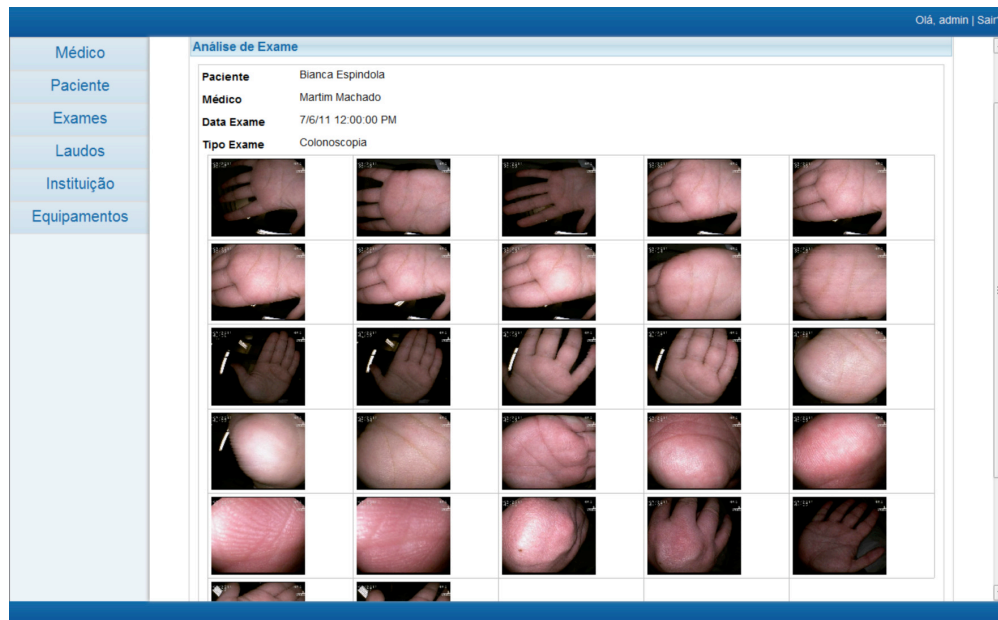 Olá, admin | Sair
Médico
Paciente
Exames
Laudos
Instituição
Equipamentos
Análise de Exame
Paciente Bianca Espindola
Médico Martim Machado
Data Exame 7/6/11 12:00:00 PM
Tipo Exame Colonoscopia